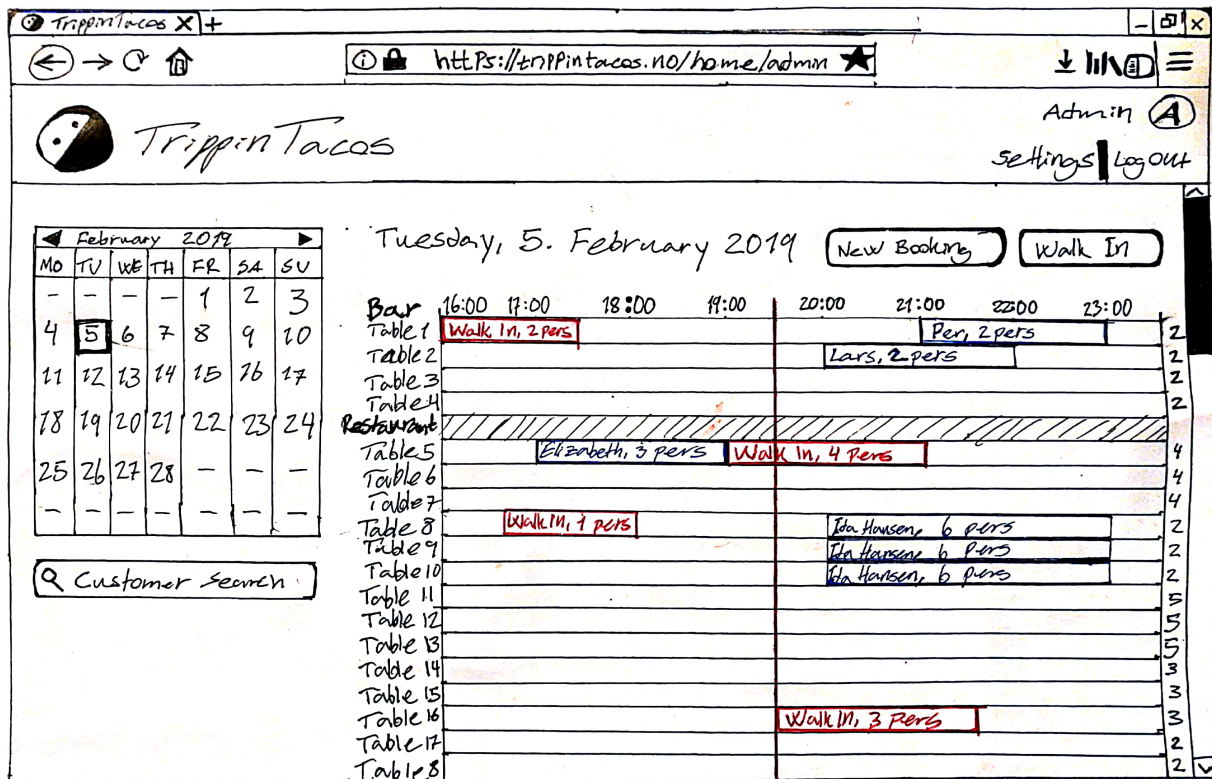 TrippinTacos X +
https://trippintacos.no/home/admin
Admin A
TrippinTacos
Settings Log Out
February 2019
MO TU WE TH FR SA SU
- - - - 1 2 3
4 5 6 7 8 9 10
11 12 13 14 15 16 17
18 19 20 21 22 23 24
25 26 27 28 - - -
- - - - - - -
Customer Search
Tuesday, 5. February 2019
New Booking
Walk In
Bar 16:00 17:00 18:00 19:00 20:00 21:00 22:00 23:00
Table 1 Walk In, 2 pers Per, 2 pers 2
Table 2 Lars, 2 pers 2
Table 3 2
Table 4 2
Restaurant
Table 5 Elizabeth, 3 pers Walk In, 4 pers 4
Table 6 4
Table 7 4
Table 8 Walk In, 1 pers Ida Hansen, 6 pers 2
Table 9 Ida Hansen, 6 pers 2
Table 10 Ida Hansen, 6 pers 2
Table 11 5
Table 12 5
Table 13 5
Table 14 3
Table 15 3
Table 16 Walk In, 3 Pers 3
Table 17 2
Table 8 2